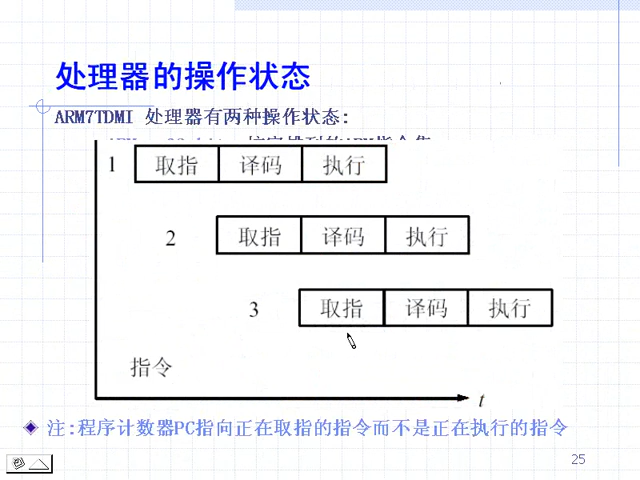 处理器的操作状态
ARM7TDMI 处理器有两种操作状态:
1 取指 译码 执行
2 取指 译码 执行
3 取指 译码 执行
指令
t
注:程序计数器PC指向正在取指的指令而不是正在执行的指令
25